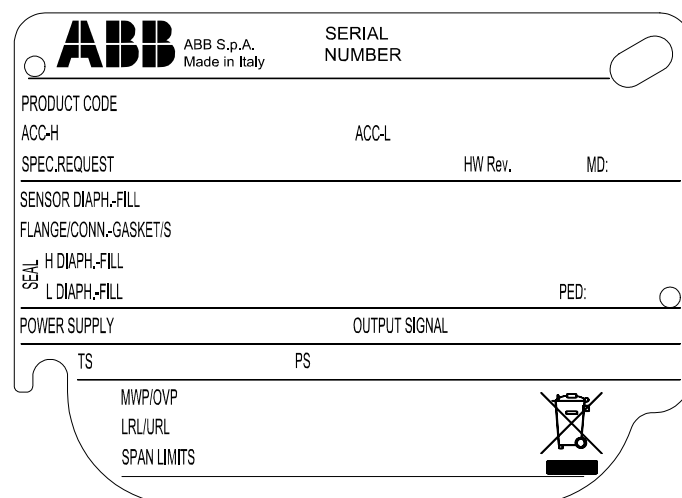 ABB ABB S.p.A. SERIAL
Made in Italy NUMBER
PRODUCT CODE
ACC-H ACC-L
SPEC.REQUEST HW Rev. MD:
SENSOR DIAPH.-FILL
FLANGE/CONN.-GASKET/S
SEAL H DIAPH.-FILL
L DIAPH.-FILL PED:
POWER SUPPLY OUTPUT SIGNAL
TS PS
MWP/OVP
LRL/URL
SPAN LIMITS